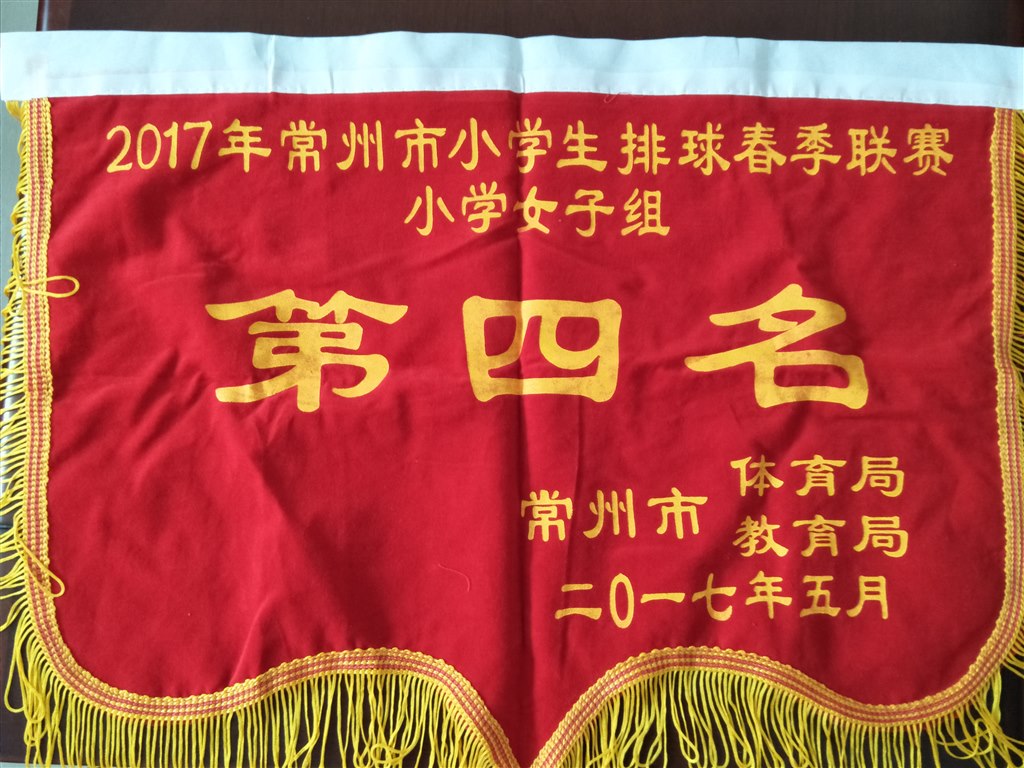 2017年常州市小学生排球春季联赛
小学女子组
第四名
常州市 体育局
教育局
二〇一七年五月